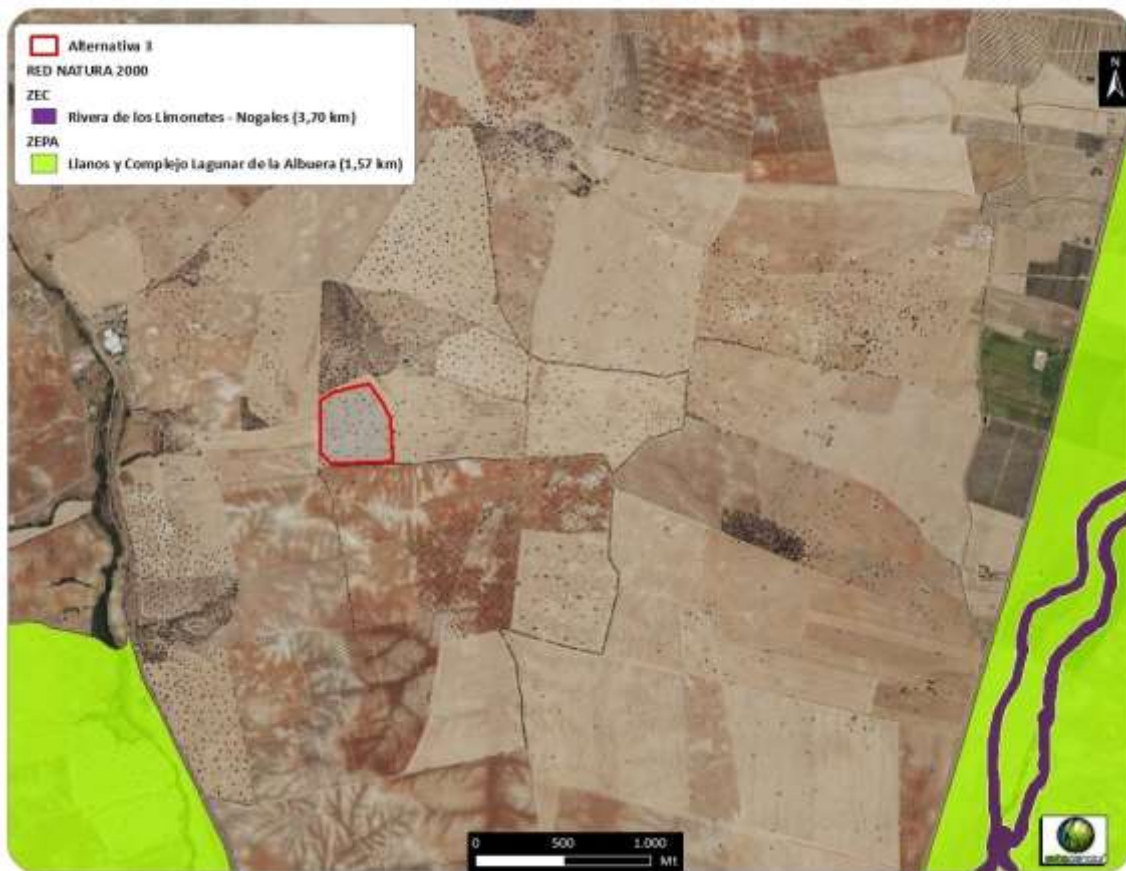 Alternativa 3
RED NATURA 2000
ZEC
Rivera de los Limonetes - Nogales (3,70 km)
ZEPA
Llanos y Complejo Lagunar de la Albuera (1,57 km)
N
0 500 1.000
Mt